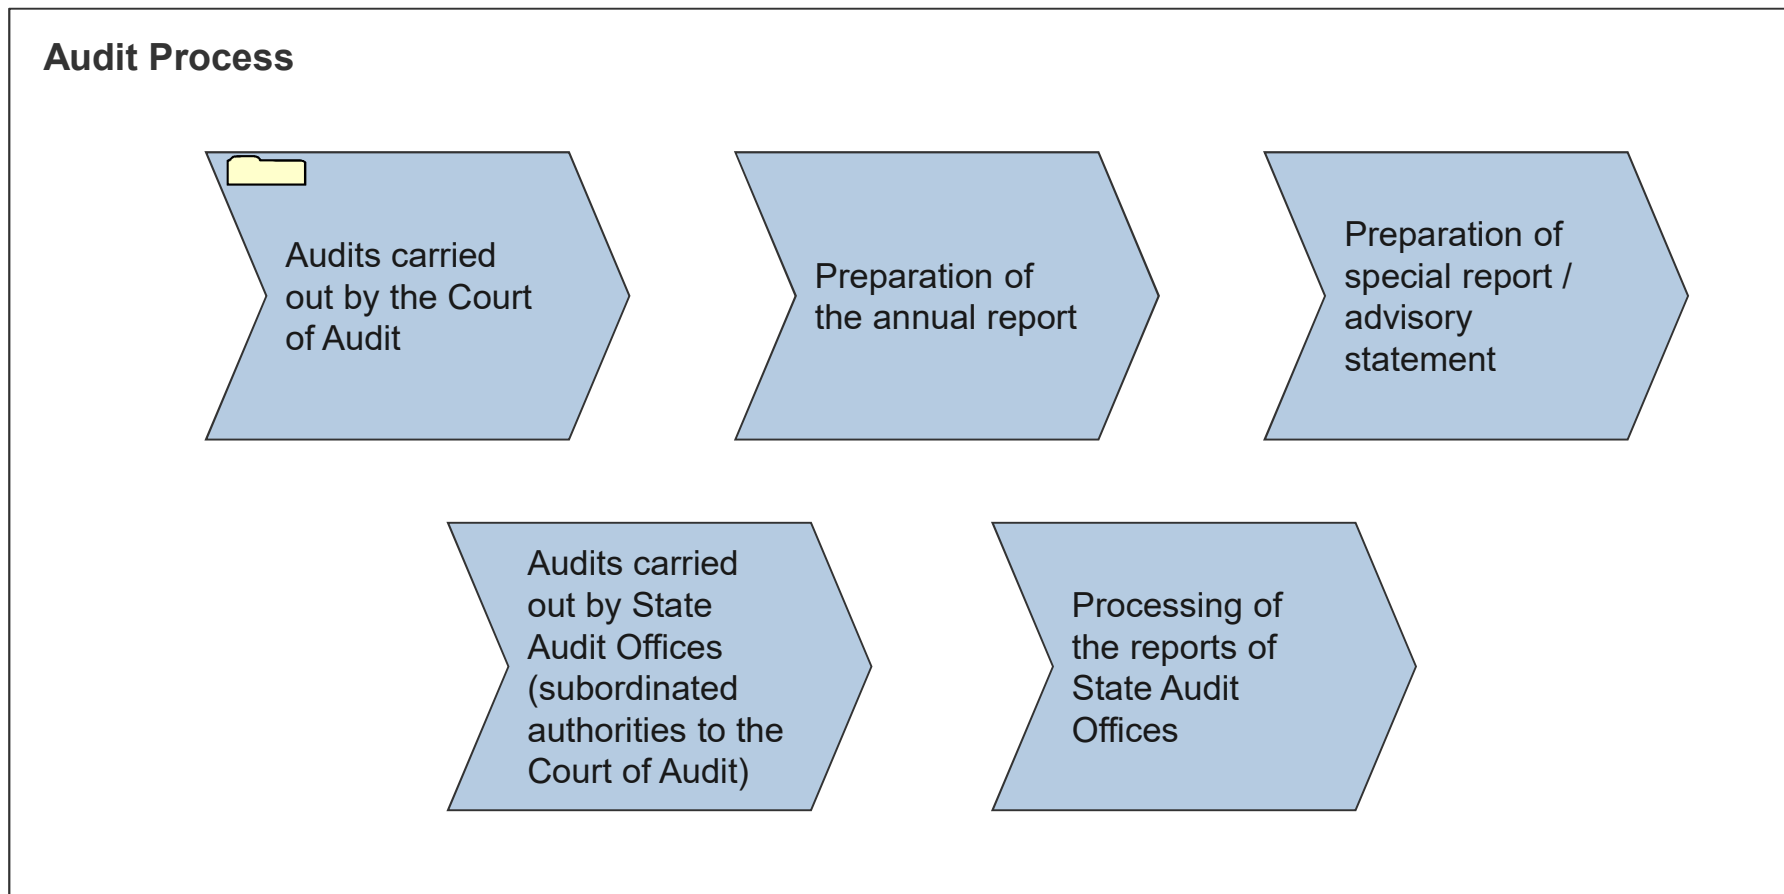 Audit Process
Audits carried
out by the Court
of Audit
Preparation of
the annual report
Preparation of
special report /
advisory
statement
Audits carried
out by State
Audit Offices
(subordinated
authorities to the
Court of Audit)
Processing of
the reports of
State Audit
Offices